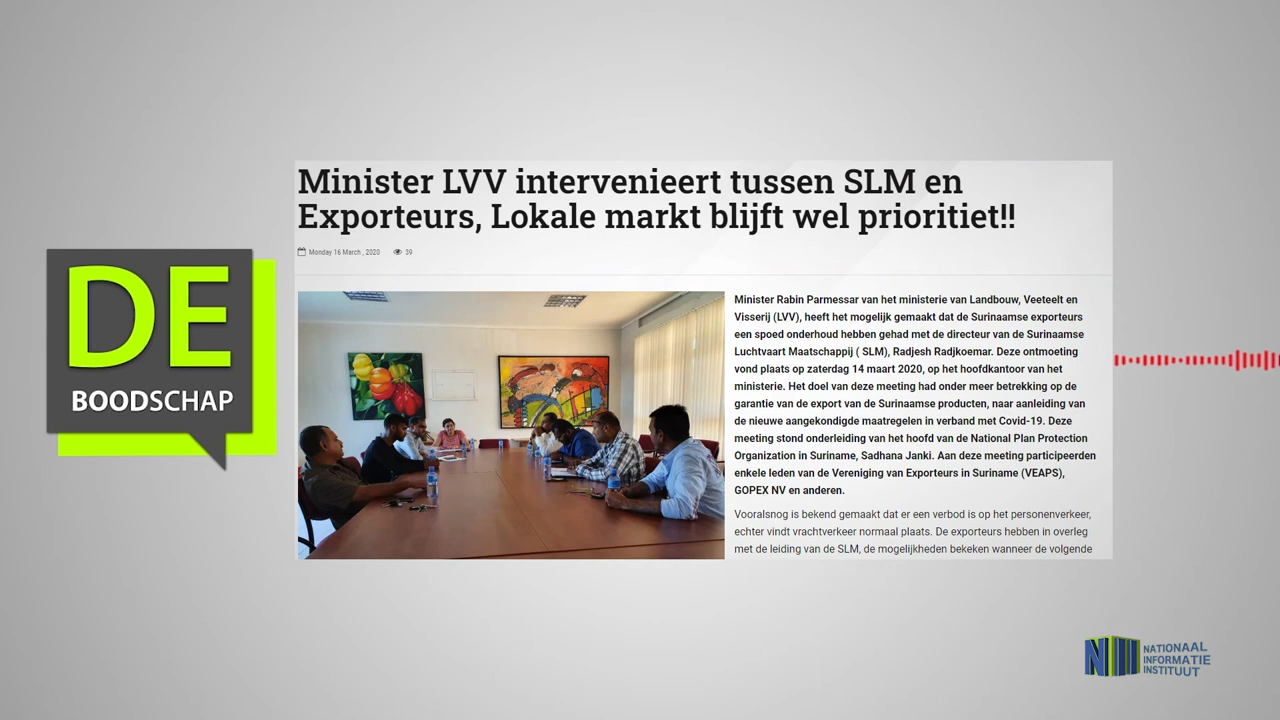 DE
BOODSCHAP
Minister LVV intervenieert tussen SLM en
Exporteurs, Lokale markt blijft wel prioritiet!!
Monday 16 March , 2020 39
Minister Rabin Parmessar van het ministerie van Landbouw, Veeteelt en
Visserij (LVV), heeft het mogelijk gemaakt dat de Surinaamse exporteurs
een spoed onderhoud hebben gehad met de directeur van de Surinaamse
Luchtvaart Maatschappij ( SLM), Radjesh Radjkoemar. Deze ontmoeting
vond plaats op zaterdag 14 maart 2020, op het hoofdkantoor van het
ministerie. Het doel van deze meeting had onder meer betrekking op de
garantie van de export van de Surinaamse producten, naar aanleiding van
de nieuwe aangekondigde maatregelen in verband met Covid-19. Deze
meeting stond onderleiding van het hoofd van de National Plan Protection
Organization in Suriname, Sadhana Janki. Aan deze meeting participeerden
enkele leden van de Vereniging van Exporteurs in Suriname (VEAPS),
GOPEX NV en anderen.
Vooralsnog is bekend gemaakt dat er een verbod is op het personenverkeer,
echter vindt vrachtverkeer normaal plaats. De exporteurs hebben in overleg
met de leiding van de SLM, de mogelijkheden bekeken wanneer de volgende
NII
NATIONAAL
INFORMATIE
INSTITUUT